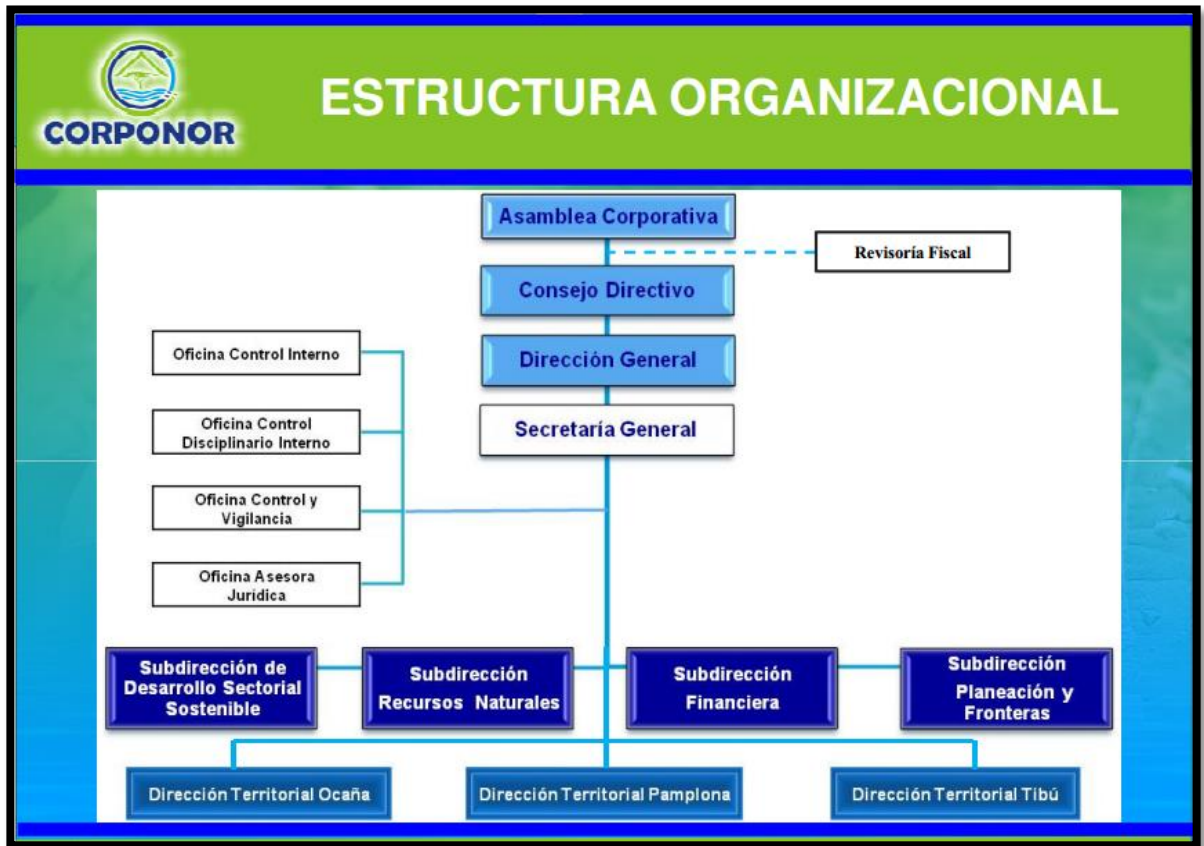 CORPONOR
ESTRUCTURA ORGANIZACIONAL
Asamblea Corporativa
Revisoría Fiscal
Consejo Directivo
Dirección General
Secretaría General
Oficina Control Interno
Oficina Control
Disciplinario Interno
Oficina Control y
Vigilancia
Oficina Asesora
Jurídica
Subdirección de
Desarrollo Sectorial
Sostenible
Subdirección
Recursos Naturales
Subdirección
Financiera
Subdirección
Planeación y
Fronteras
Dirección Territorial Ocaña
Dirección Territorial Pamplona
Dirección Territorial Tibú